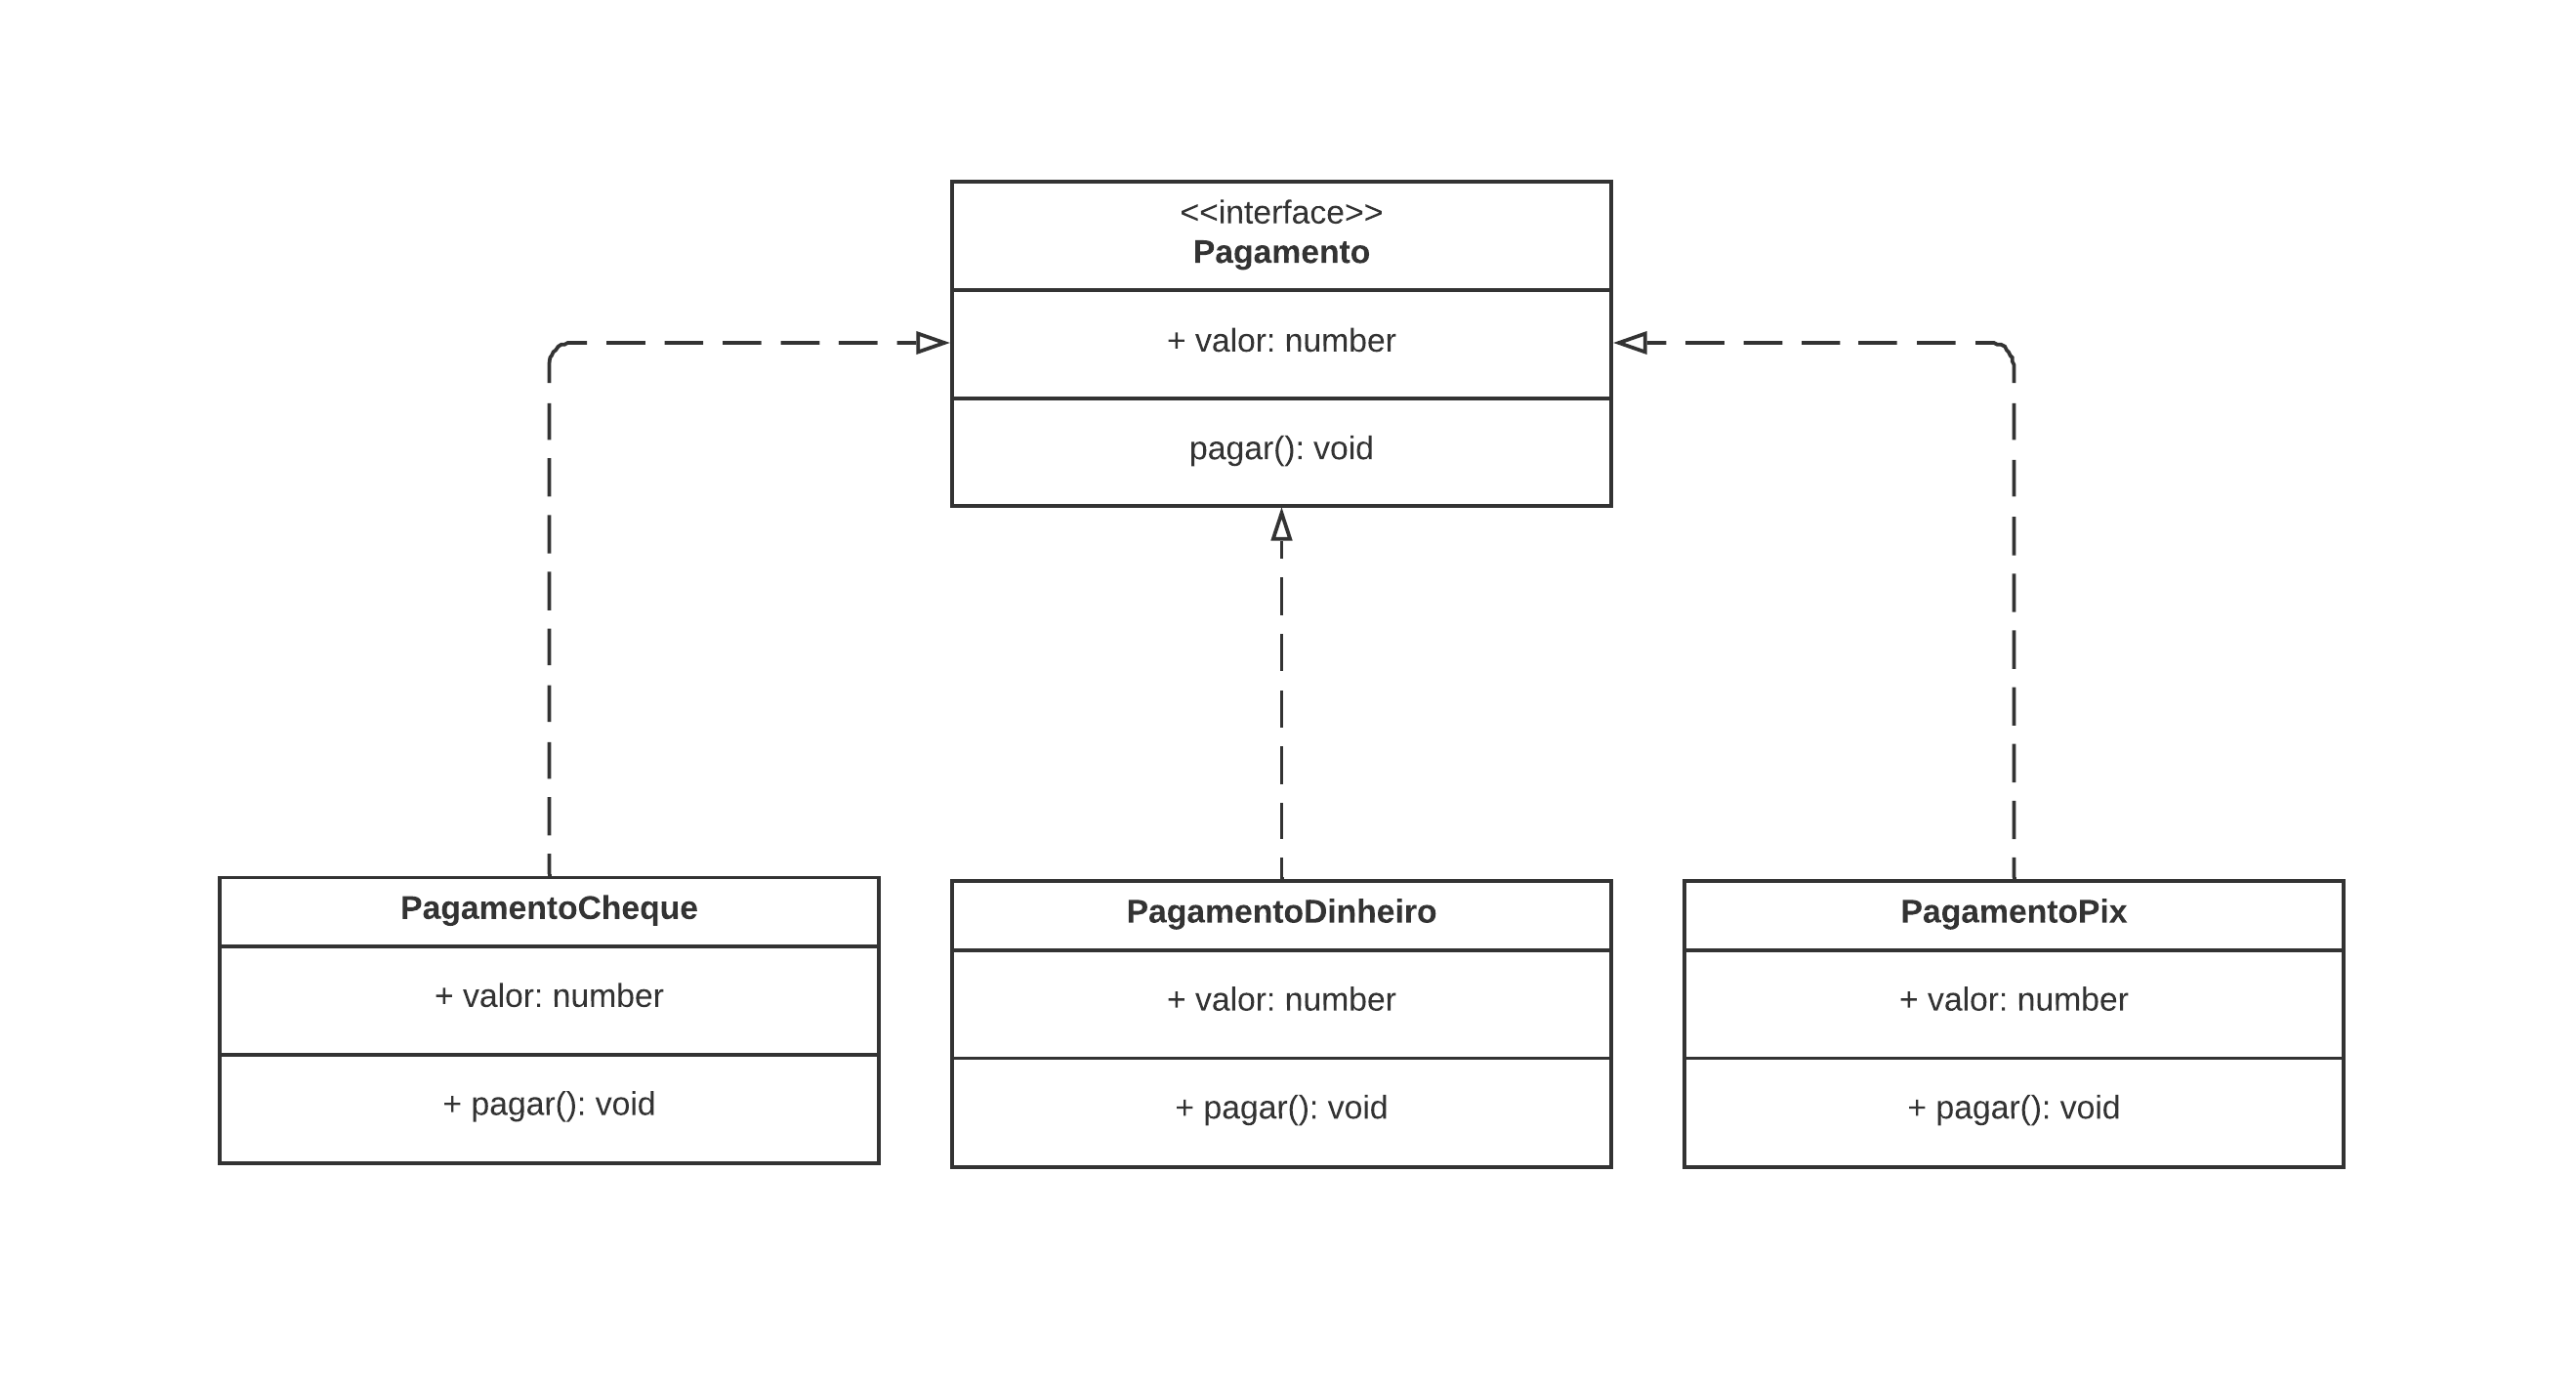 <<interface>>
Pagamento
+ valor: number
pagar(): void
PagamentoCheque
+ valor: number
+ pagar(): void
PagamentoDinheiro
+ valor: number
+ pagar(): void
PagamentoPix
+ valor: number
+ pagar(): void